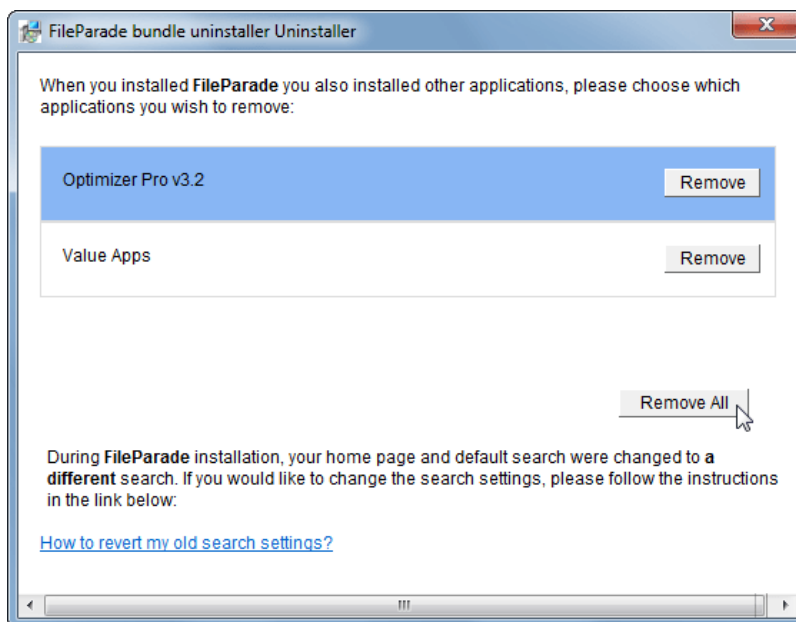 FileParade bundle uninstaller Uninstaller
When you installed FileParade you also installed other applications, please choose which
applications you wish to remove:
Optimizer Pro v3.2
Remove
Value Apps
Remove
Remove All
During FileParade installation, your home page and default search were changed to a
different search. If you would like to change the search settings, please follow the instructions
in the link below:
How to revert my old search settings?